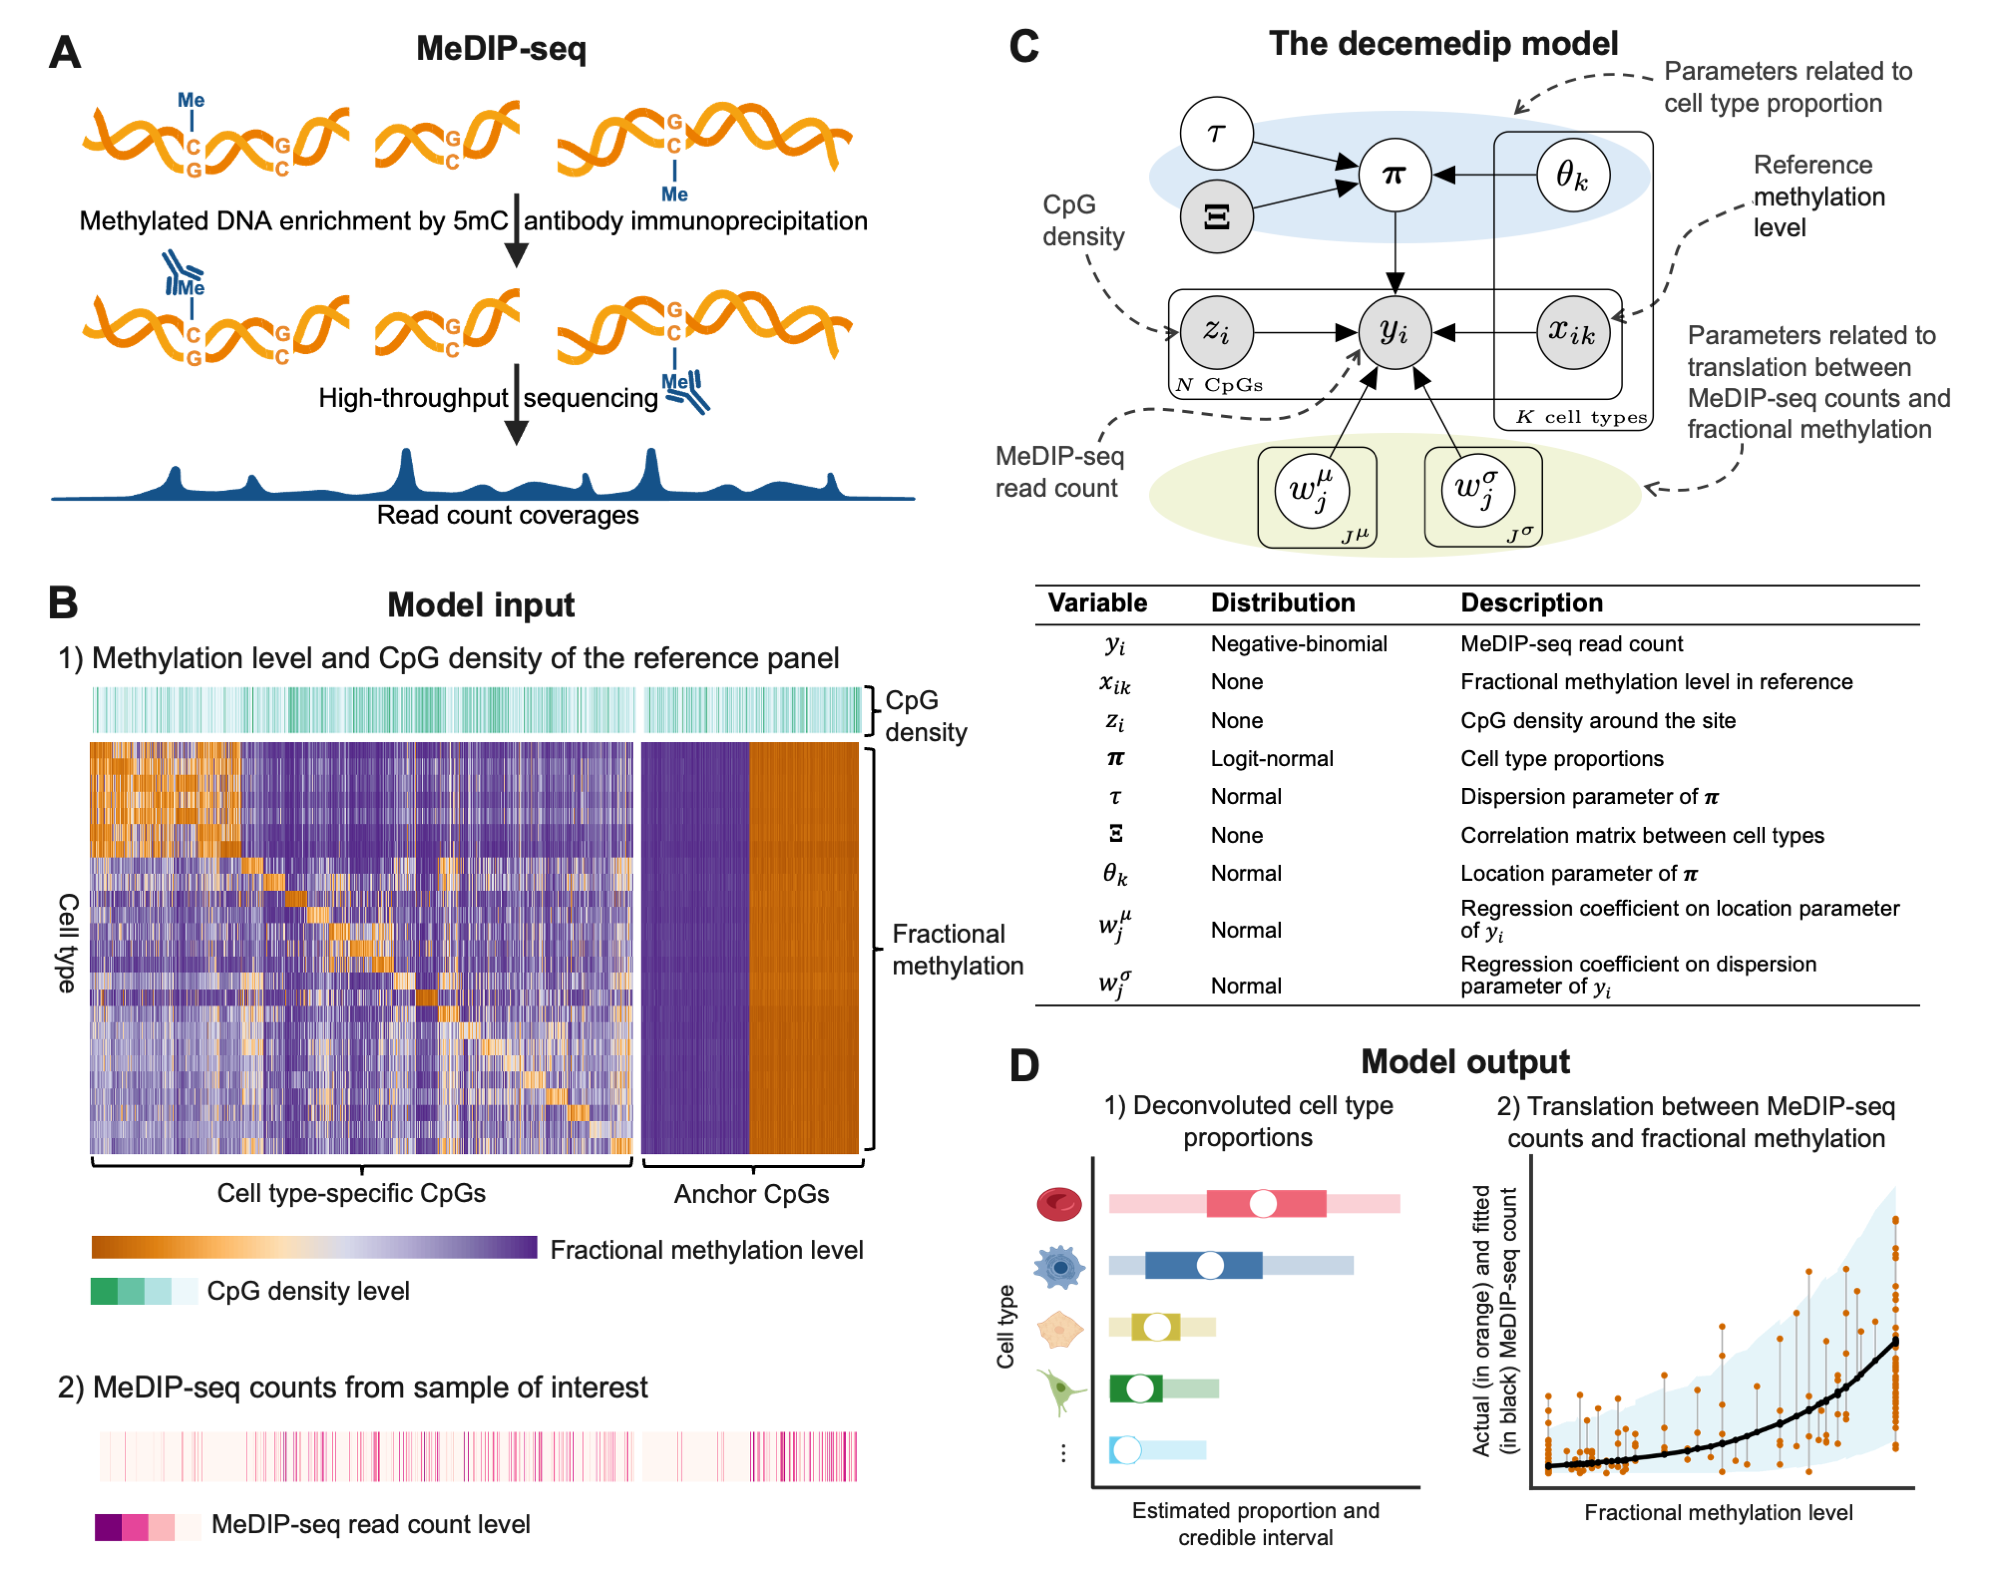 A
MeDIP-seq
Me
C
G
G
C
G
C
G
C
Me
Methylated DNA enrichment by 5mC antibody immunoprecipitation
Me
C
G
G
C
G
C
G
C
Me
High-throughput sequencing
Read count coverages
B
Model input
1) Methylation level and CpG density of the reference panel
CpG
density
Cell type
Fractional
methylation
Cell type-specific CpGs
Anchor CpGs
Fractional methylation level
CpG density level
2) MeDIP-seq counts from sample of interest
MeDIP-seq read count level
C
The decemedip model
Parameters related to
cell type proportion
τ
π
θk
Ξ
Reference
methylation
level
CpG
density
zi
yi
xik
N CpGs
K cell types
Parameters related to
translation between
MeDIP-seq counts and
fractional methylation
MeDIP-seq
read count
wjμ
Jμ
wjσ
Jσ
Variable Distribution Description
yi Negative-binomial MeDIP-seq read count
xik None Fractional methylation level in reference
zi None CpG density around the site
π Logit-normal Cell type proportions
τ Normal Dispersion parameter of π
Ξ None Correlation matrix between cell types
θk Normal Location parameter of π
wjμ Normal Regression coefficient on location parameter
of yi
wjσ Normal Regression coefficient on dispersion
parameter of yi
D
Model output
1) Deconvoluted cell type
proportions
Cell type
...
Estimated proportion and
credible interval
2) Translation between MeDIP-seq
counts and fractional methylation
Actual (in orange) and fitted
(in black) MeDIP-seq count
Fractional methylation level